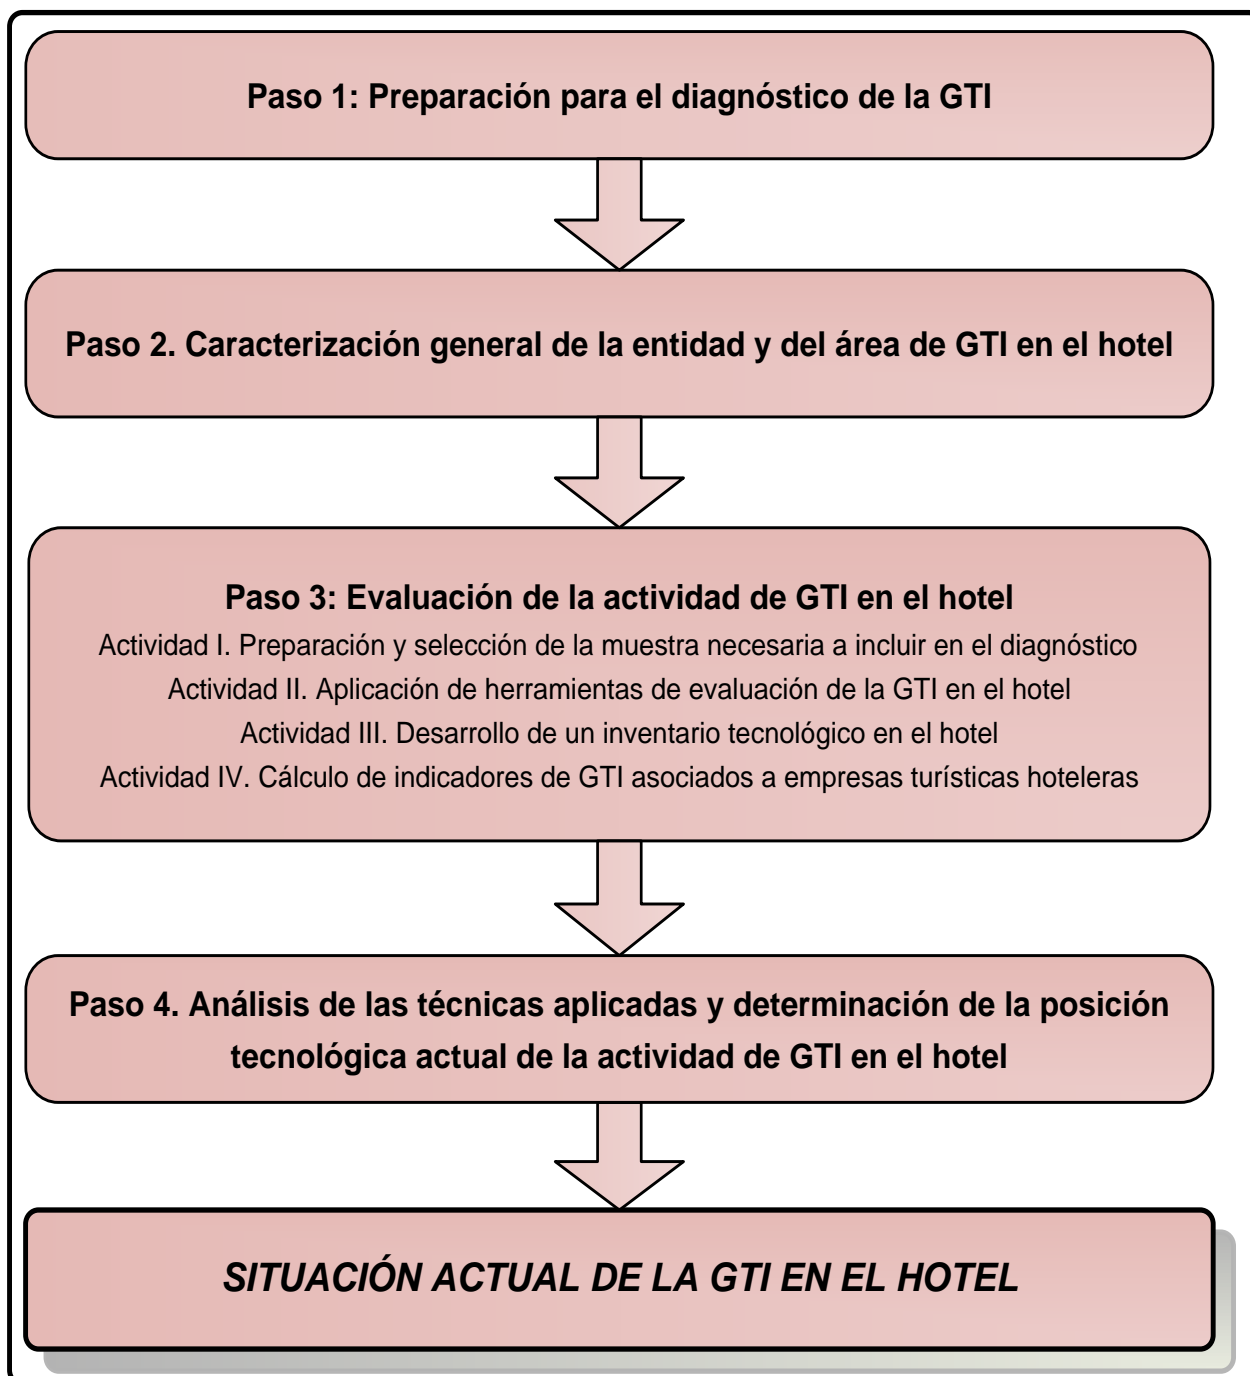 Paso 1: Preparación para el diagnóstico de la GTI
Paso 2. Caracterización general de la entidad y del área de GTI en el hotel
Paso 3: Evaluación de la actividad de GTI en el hotel
Actividad I. Preparación y selección de la muestra necesaria a incluir en el diagnóstico
Actividad II. Aplicación de herramientas de evaluación de la GTI en el hotel
Actividad III. Desarrollo de un inventario tecnológico en el hotel
Actividad IV. Cálculo de indicadores de GTI asociados a empresas turísticas hoteleras
Paso 4. Análisis de las técnicas aplicadas y determinación de la posición
tecnológica actual de la actividad de GTI en el hotel
SITUACIÓN ACTUAL DE LA GTI EN EL HOTEL